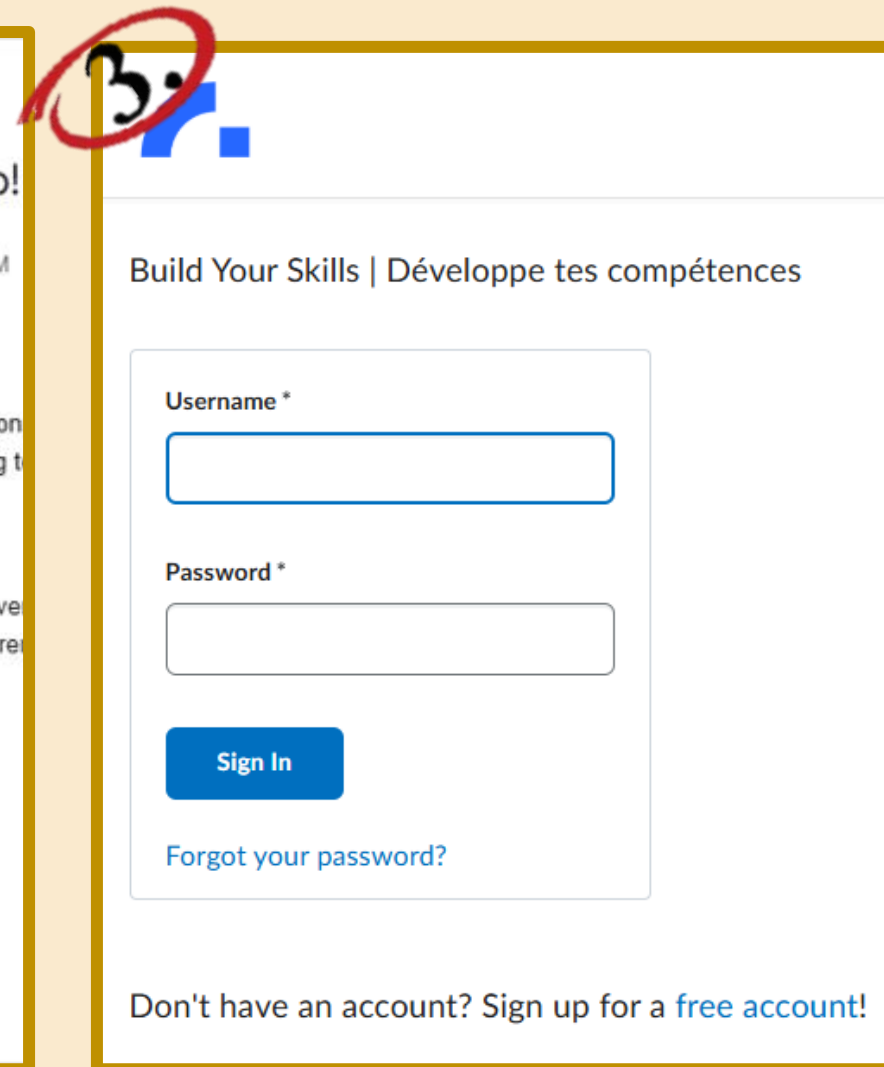 3.
Build Your Skills | Développe tes compétences
Username *
Password *
Sign In
Forgot your password?
Don't have an account? Sign up for a free account!